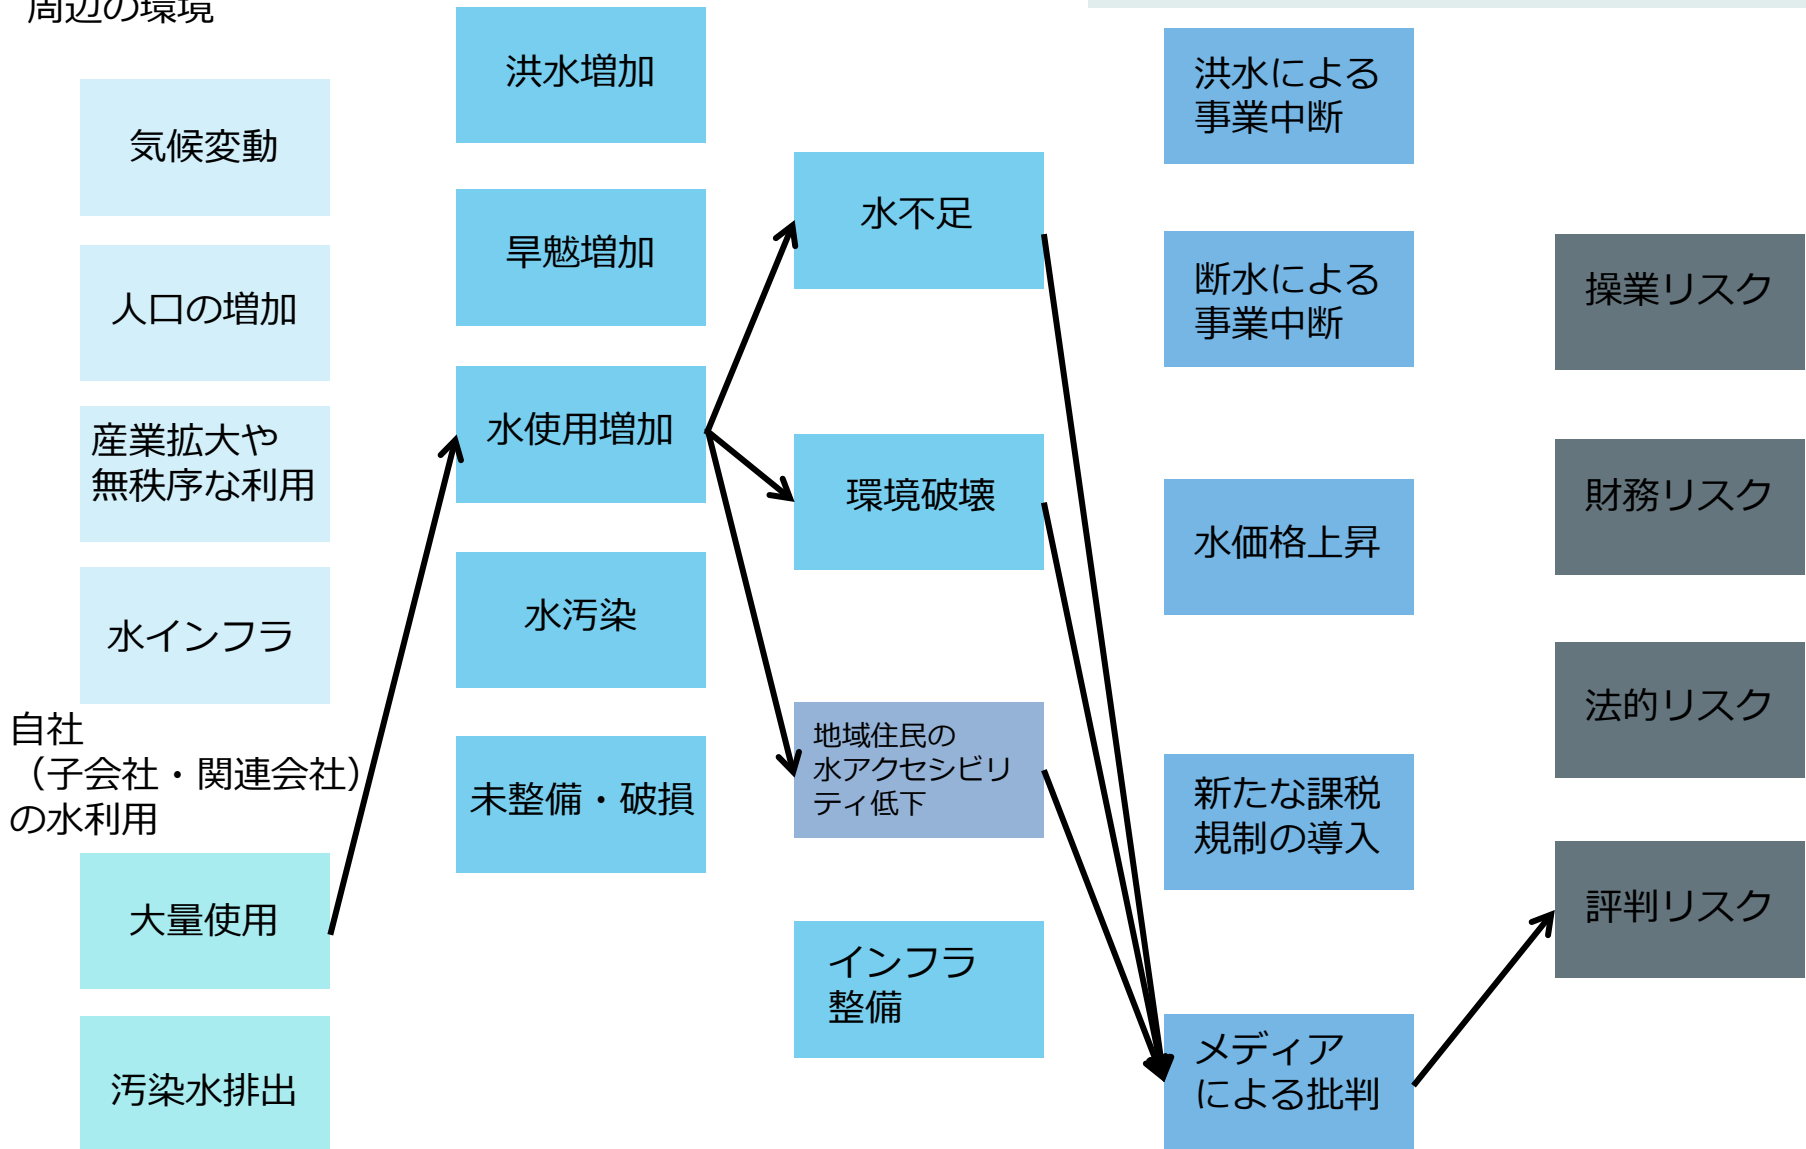 周辺の環境
気候変動
人口の増加
産業拡大や
無秩序な利用
水インフラ
自社
（子会社・関連会社）
の水利用
大量使用
汚染水排出
洪水増加
旱魃増加
水使用増加
水汚染
未整備・破損
水不足
環境破壊
地域住民の
水アクセシビリ
ティ低下
インフラ
整備
洪水による
事業中断
断水による
事業中断
水価格上昇
新たな課税
規制の導入
メディア
による批判
操業リスク
財務リスク
法的リスク
評判リスク